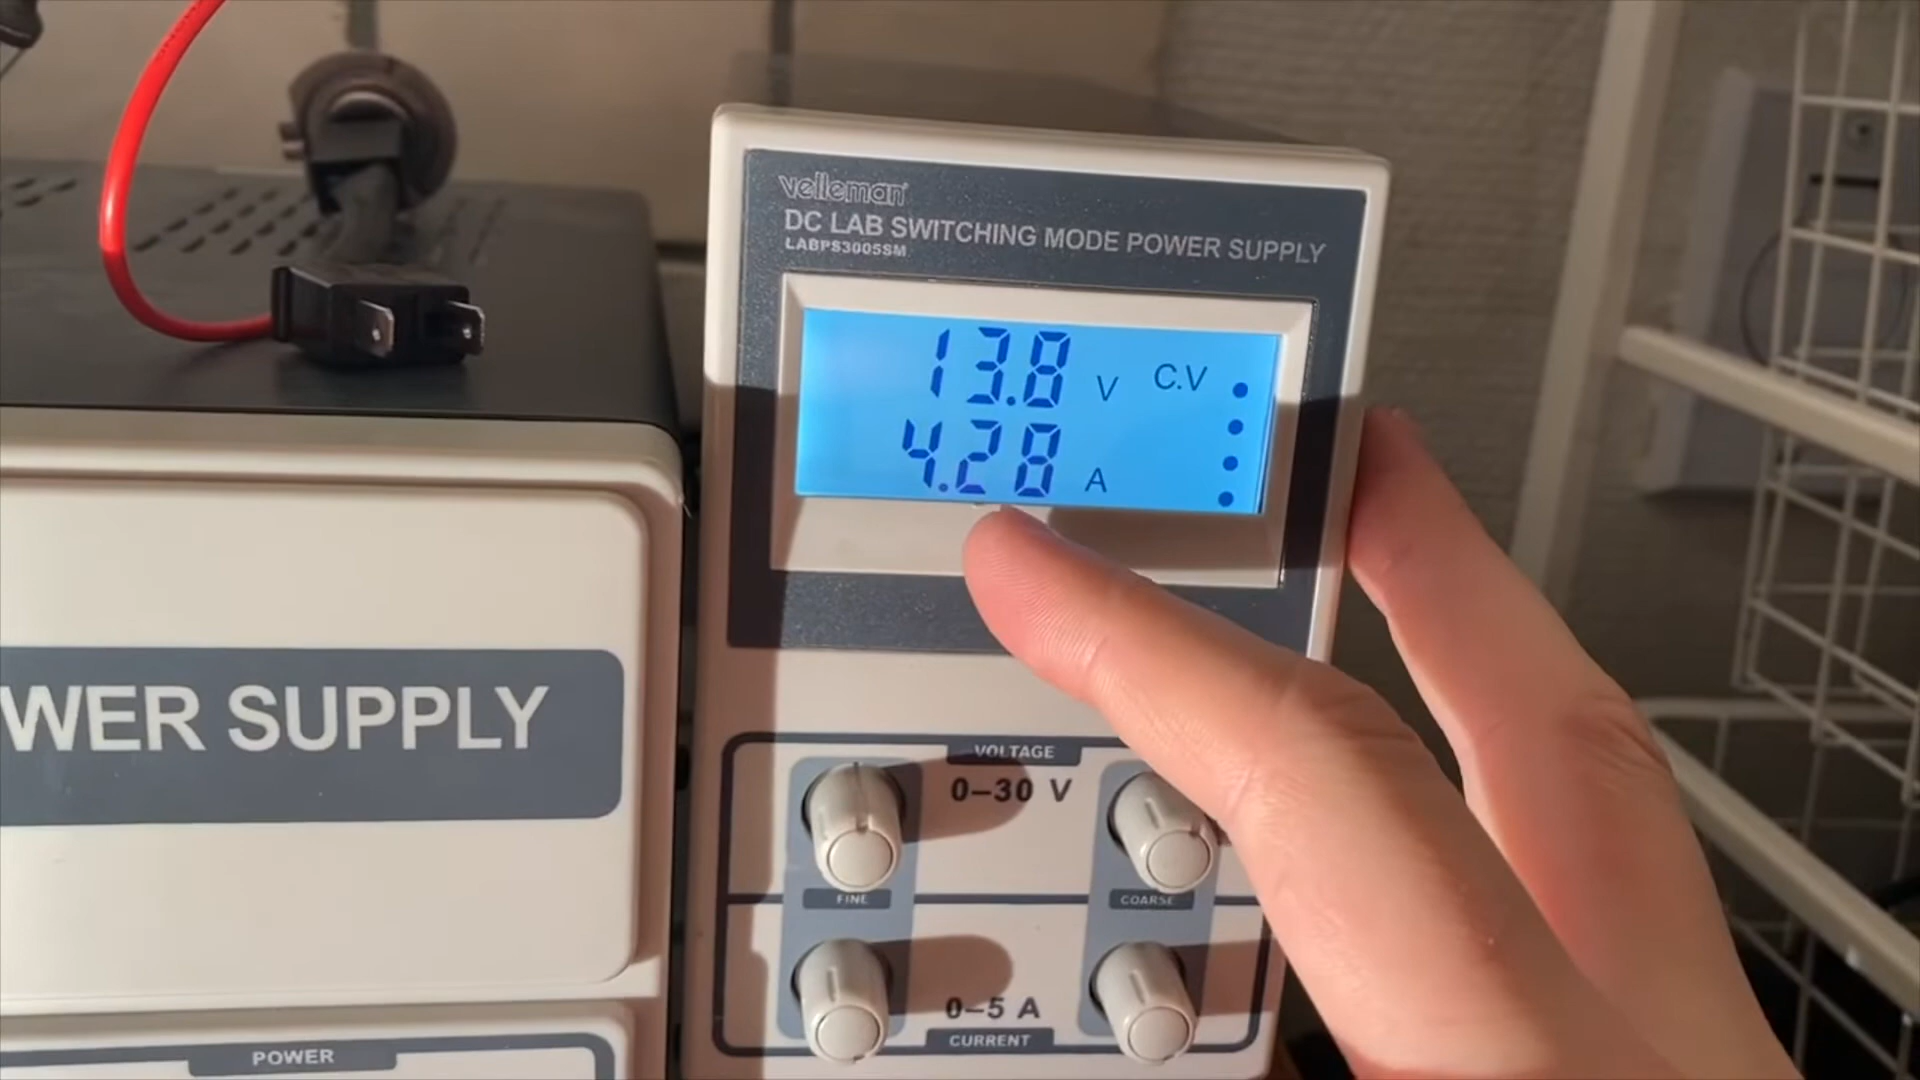 velleman
DC LAB SWITCHING MODE POWER SUPPLY
LABPS3005SM
13.8 V C.V
4.28 A
WER SUPPLY
VOLTAGE
0–30 V
FINE COARSE
0–5 A
CURRENT
POWER